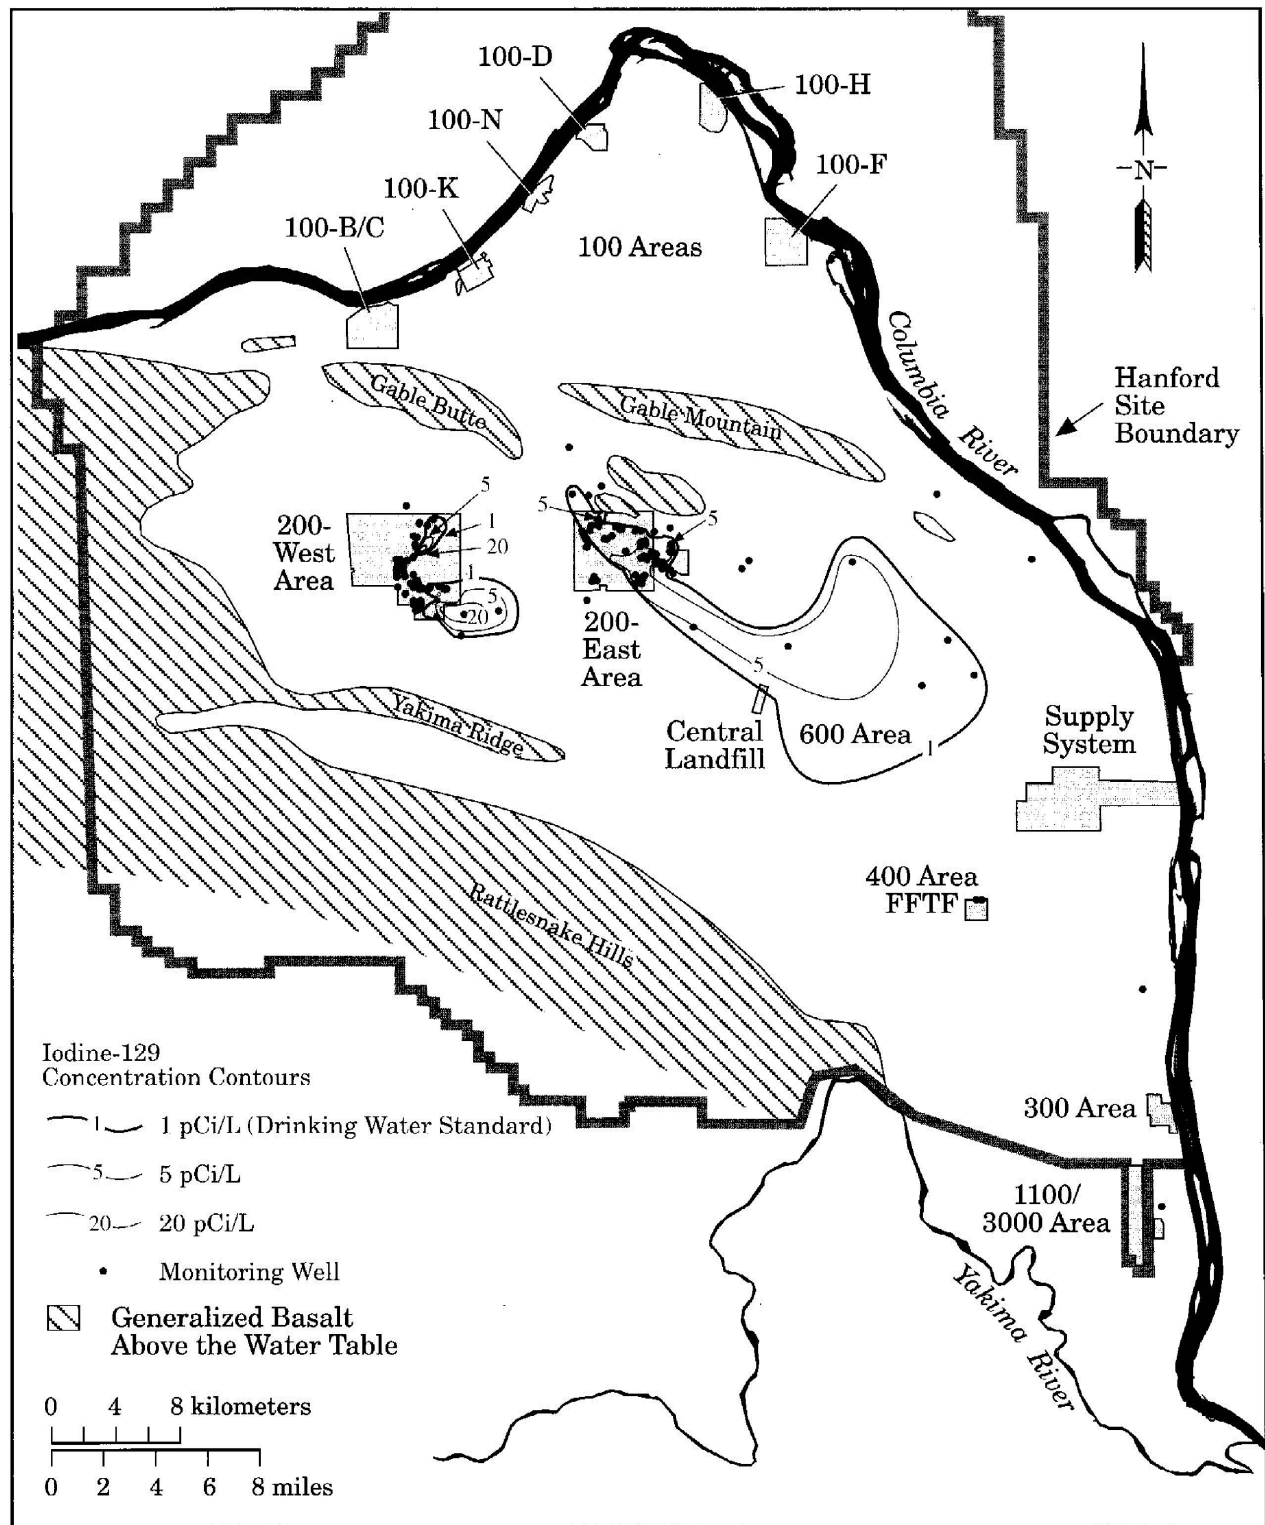 100-D
100-H
100-N
100-F
100-K
100-B/C
100 Areas
N
Columbia River
Hanford
Site
Boundary
Gable Butte
Gable Mountain
5
5
5
1
20
1
5
20
200-
West
Area
200-
East
Area
5
Yakima Ridge
Central
Landfill
600 Area
1
Supply
System
400 Area
FFTF
Rattlesnake Hills
Iodine-129
Concentration Contours
1 1 pCi/L (Drinking Water Standard)
5 5 pCi/L
20 20 pCi/L
Monitoring Well
Generalized Basalt
Above the Water Table
300 Area
1100/
3000 Area
Yakima River
0 4 8 kilometers
0 2 4 6 8 miles